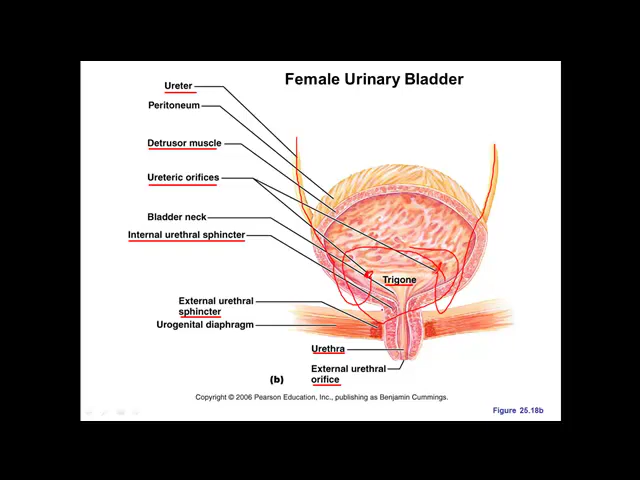 Female Urinary Bladder
Ureter
Peritoneum
Detrusor muscle
Ureteric orifices
Bladder neck
Internal urethral sphincter
Trigone
External urethral
sphincter
Urogenital diaphragm
Urethra
External urethral
orifice
(b)
Copyright © 2006 Pearson Education, Inc., publishing as Benjamin Cummings.
Figure 25.18b